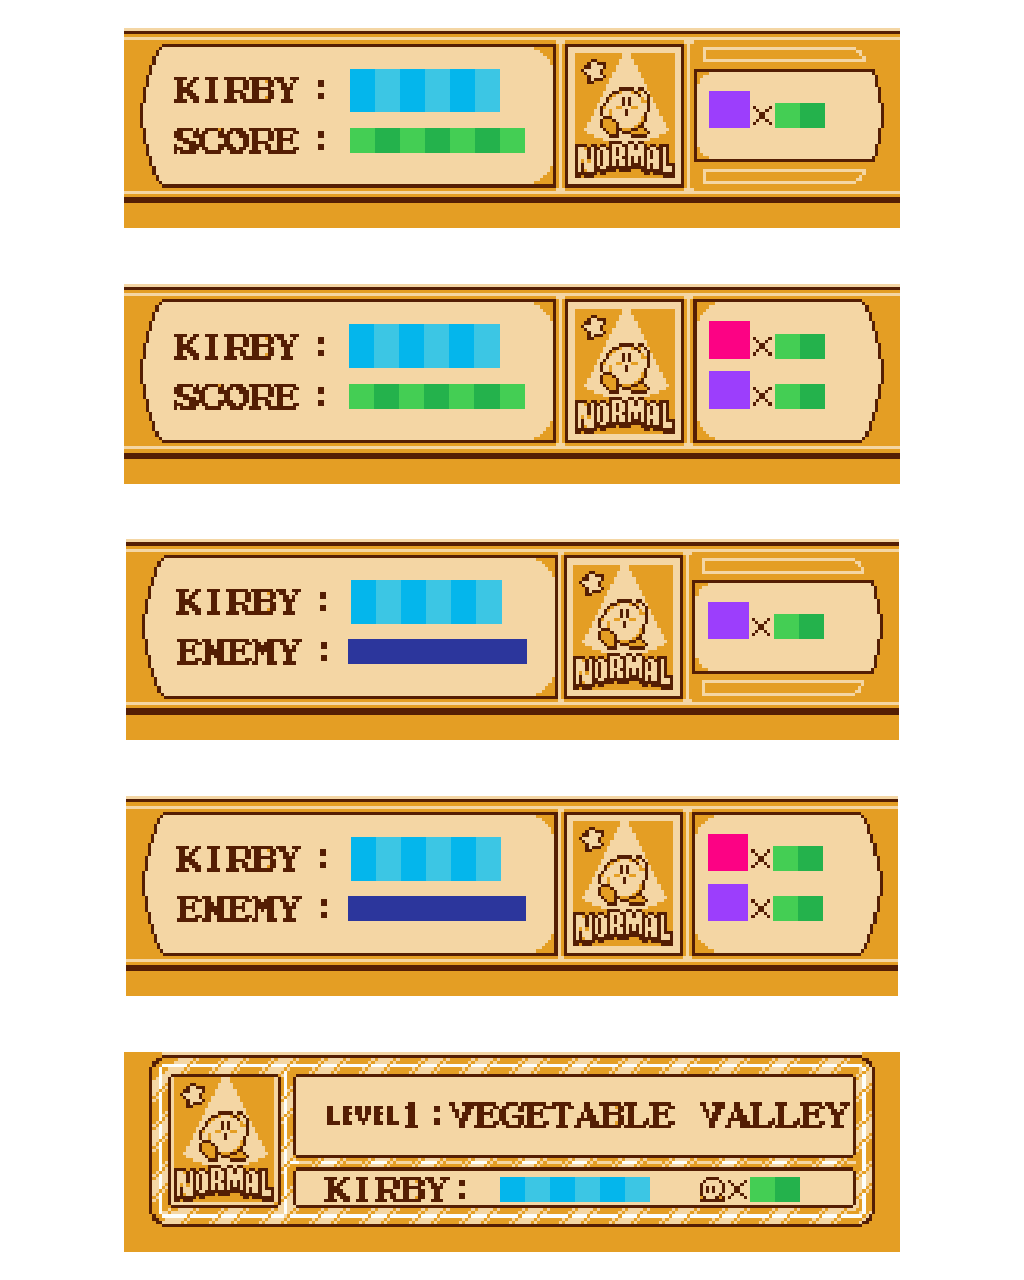 KIRBY :
SCORE :
NORMAL
×
KIRBY :
SCORE :
NORMAL
×
×
KIRBY :
ENEMY :
NORMAL
×
KIRBY :
ENEMY :
NORMAL
×
×
NORMAL
LEVEL 1 : VEGETABLE VALLEY
KIRBY : ×